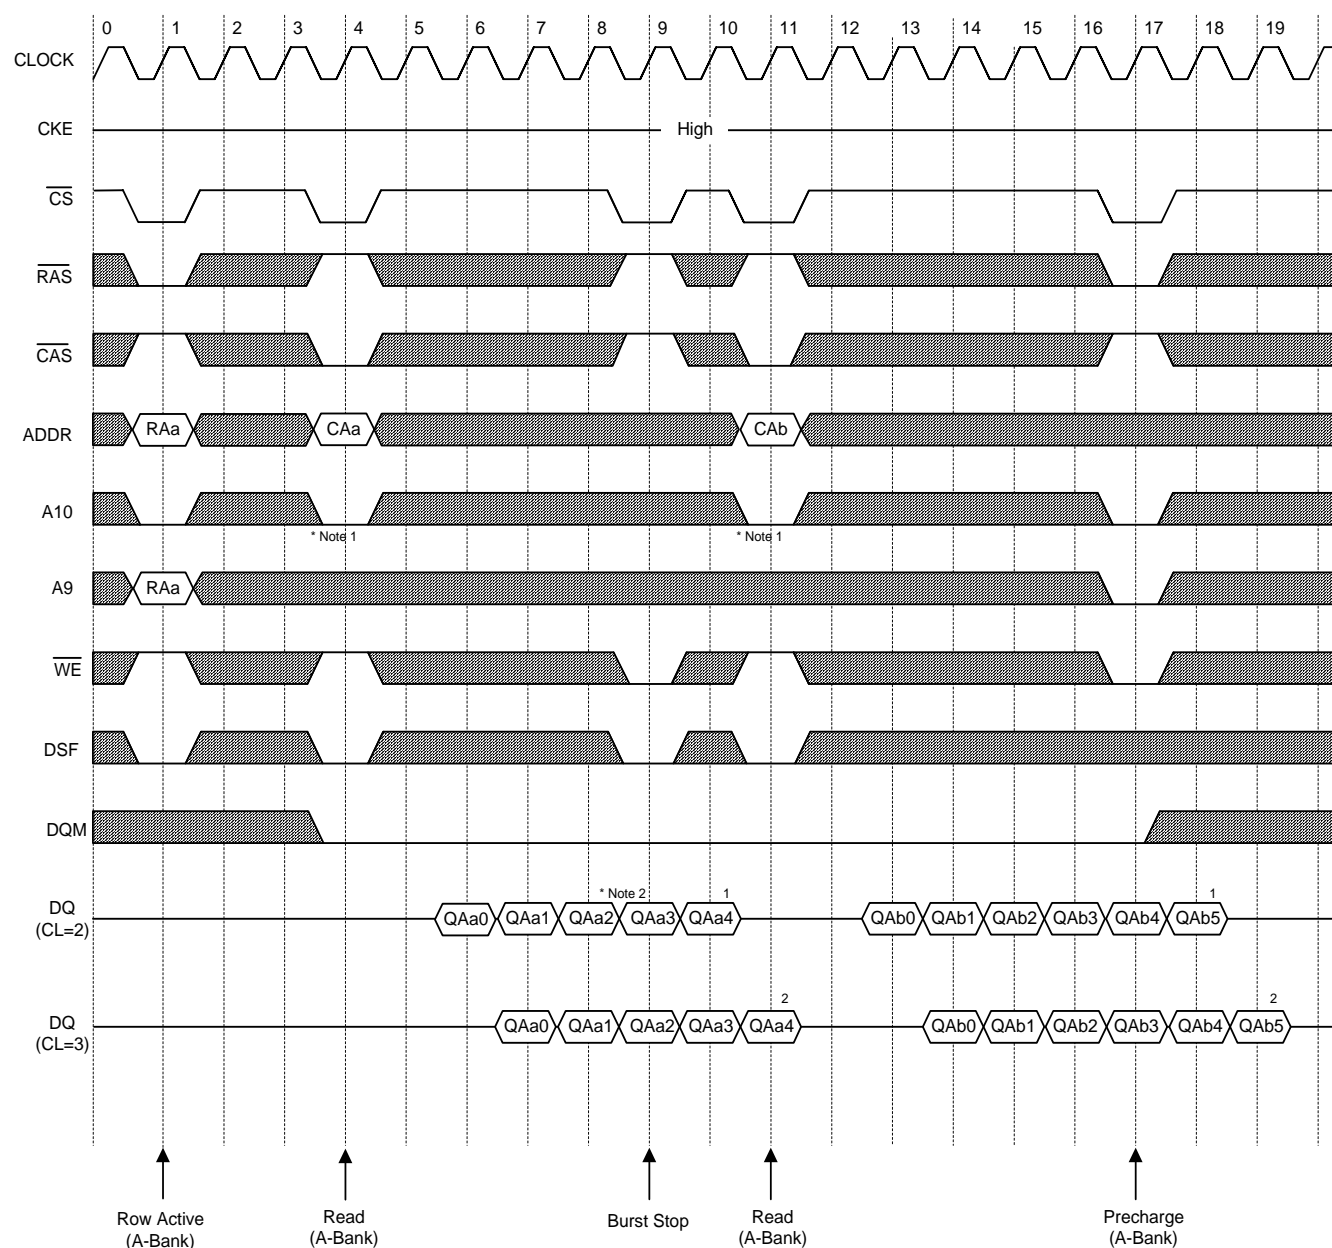 0 1 2 3 4 5 6 7 8 9 10 11 12 13 14 15 16 17 18 19
CLOCK
CKE High
CS
RAS
CAS
ADDR RAa CAa CAb
A10
* Note 1 * Note 1
A9 RAa
WE
DSF
DQM
* Note 2 1 1
DQ
(CL=2)
QAa0 QAa1 QAa2 QAa3 QAa4 QAb0 QAb1 QAb2 QAb3 QAb4 QAb5
2 2
DQ
(CL=3)
QAa0 QAa1 QAa2 QAa3 QAa4 QAb0 QAb1 QAb2 QAb3 QAb4 QAb5
Row Active
(A-Bank)
Read
(A-Bank)
Burst Stop
Read
(A-Bank)
Precharge
(A-Bank)